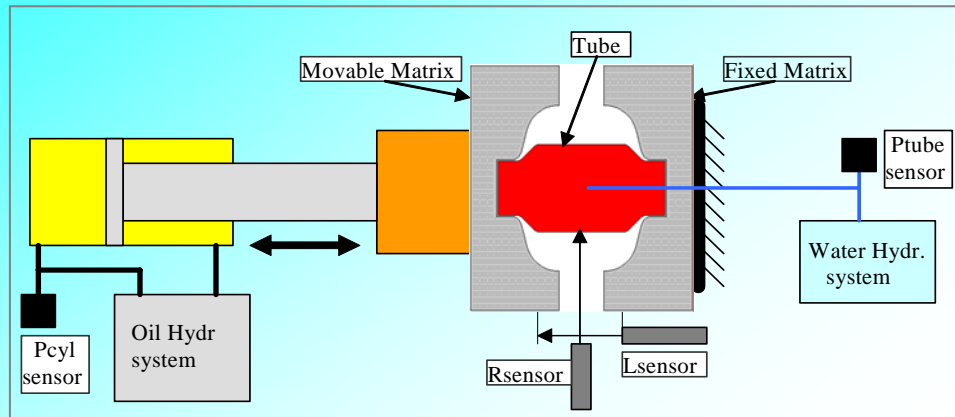 Tube
Movable Matrix
Fixed Matrix
Ptube
sensor
Water Hydr.
system
Oil Hydr
system
Pcyl
sensor
Rsensor
Lsensor